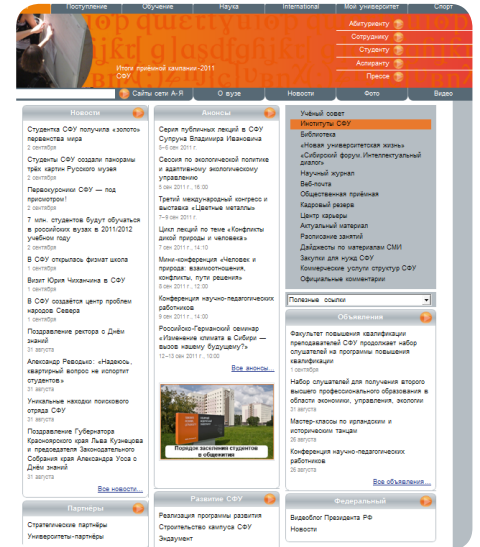 Поступление Обучение Наука International Мой университет Спорт
Абитуриенту
Сотруднику
Студенту
Аспиранту
Прессе
Итоги приёмной кампании-2011
СФУ
Сайты сети А-Я О вузе Новости Фото Видео
Новости
Студентка СФУ получила «золото»
первенства мира
2 сентября
Студенты СФУ создали панорамы
трёх картин Русского музея
2 сентября
Первокурсники СФУ — под
присмотром!
2 сентября
7 млн. студентов будут обучаться
в российских вузах в 2011/2012
учебном году
2 сентября
В СФУ открылась физмат школа
1 сентября
Визит Юрия Чиханчина в СФУ
1 сентября
В СФУ создаётся центр проблем
народов Севера
1 сентября
Поздравление ректора с Днём
знаний
31 августа
Александр Усс
Александр Реводько: «Надеюсь,
квартирный вопрос не испортит
студентов»
31 августа
Уникальные находки поискового
отряда СФУ
31 августа
Поздравление Губернатора
Красноярского края Льва Кузнецова
и председателя Законодательного
Собрания края Александра Усса с
Днём знаний
31 августа
Все новости...
Партнёры
Стратегические партнёры
Университеты-партнёры
Анонсы
Серия публичных лекций в СФУ
Супруна Владимира Ивановича
5–6 сен 2011 г.
Сессия по экологической политике
и адаптивному экологическому
управлению
5 сен 2011 г., 16:00
Третий международный конгресс и
выставка «Цветные металлы»
7–9 сен 2011 г.
Цикл лекций по теме «Конфликты
дикой природы и человека»
7 сен 2011 г., 14:10
Мини-конференция «Человек и
природа: взаимоотношения,
конфликты, пути решения»
8 сен 2011 г., 12:00
Конференция научно-педагогических
работников
9 сен 2011 г., 14:00
Российско-Германский семинар
«Изменение климата в Сибири —
вызов нашему будущему?»
12–13 сен 2011 г., 10:00
Все анонсы...
Порядок заселения студентов
в общежития
Развитие СФУ
Реализация программы развития
Строительство кампуса СФУ
Эндаумент
Учёный совет
Институты СФУ
Библиотека
«Новая университетская жизнь»
«Сибирский форум. Интеллектуальный
диалог»
Научный журнал
Веб-почта
Общественная приёмная
Кадровый резерв
Центр карьеры
Актуальный материал
Расписание занятий
Дайджесты по материалам СМИ
Закупки для нужд СФУ
Коммерческие услуги структур СФУ
Официальные комментарии
Полезные ссылки
Объявления
Факультет повышения квалификации
преподавателей СФУ продолжает набор
слушателей на программы повышения
квалификации
1 сентября
Набор слушателей для получения второго
высшего профессионального образования в
области экономики, управления, экологии
31 августа
Мастер-классы по ирландским и
историческим танцам
26 августа
Конференция научно-педагогических
работников
26 августа
Все объявления...
Федеральный
Видеоблог Президента РФ
Новости